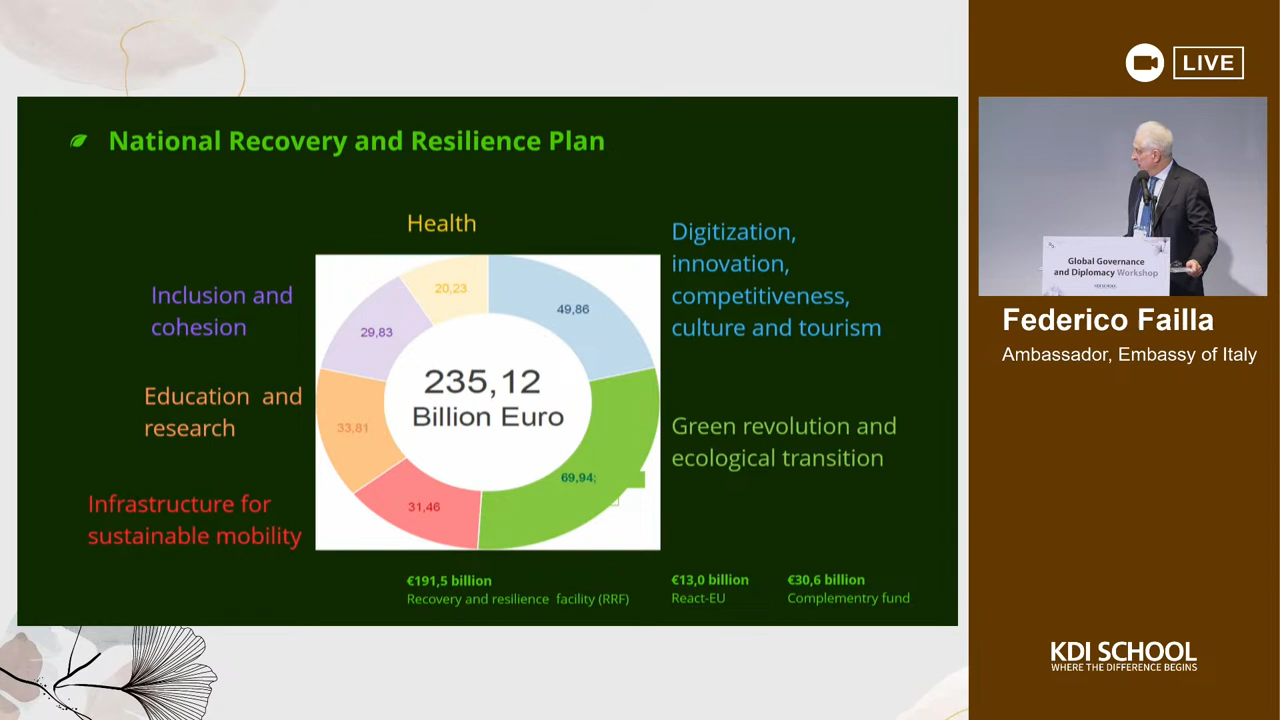 LIVE
National Recovery and Resilience Plan
Health
Digitization,
innovation,
competitiveness,
culture and tourism
Inclusion and
cohesion
Education  and
research
Infrastructure for
sustainable mobility
Green revolution and
ecological transition
20,23
49,86
29,83
33,81
31,46
69,94;
235,12
Billion Euro
€191,5 billion
Recovery and resilience  facility (RRF)
€13,0 billion
React-EU
€30,6 billion
Complementry fund
Global Governance
and Diplomacy Workshop
KDI SCHOOL
Federico Failla
Ambassador, Embassy of Italy
KDI SCHOOL
WHERE THE DIFFERENCE BEGINS